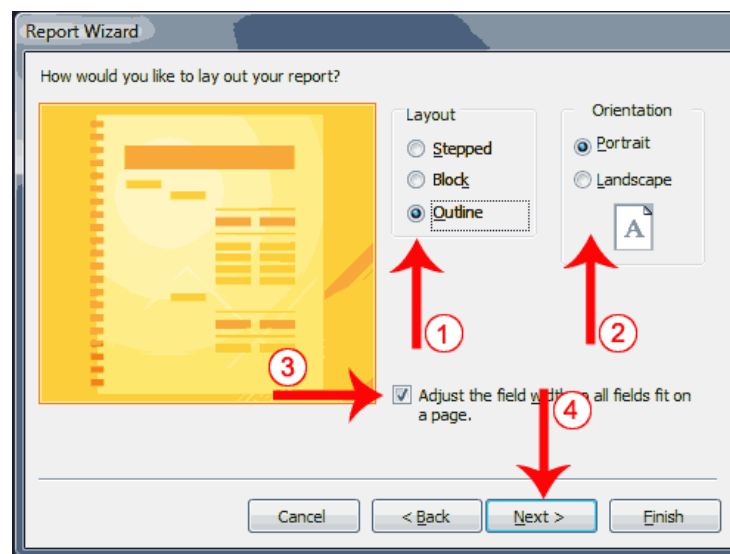 Report Wizard
How would you like to lay out your report?
Layout
Stepped
Block
Outline
Orientation
Portrait
Landscape
A
1
2
3
Adjust the field width all fields fit on
a page.
4
Cancel
< Back
Next >
Finish